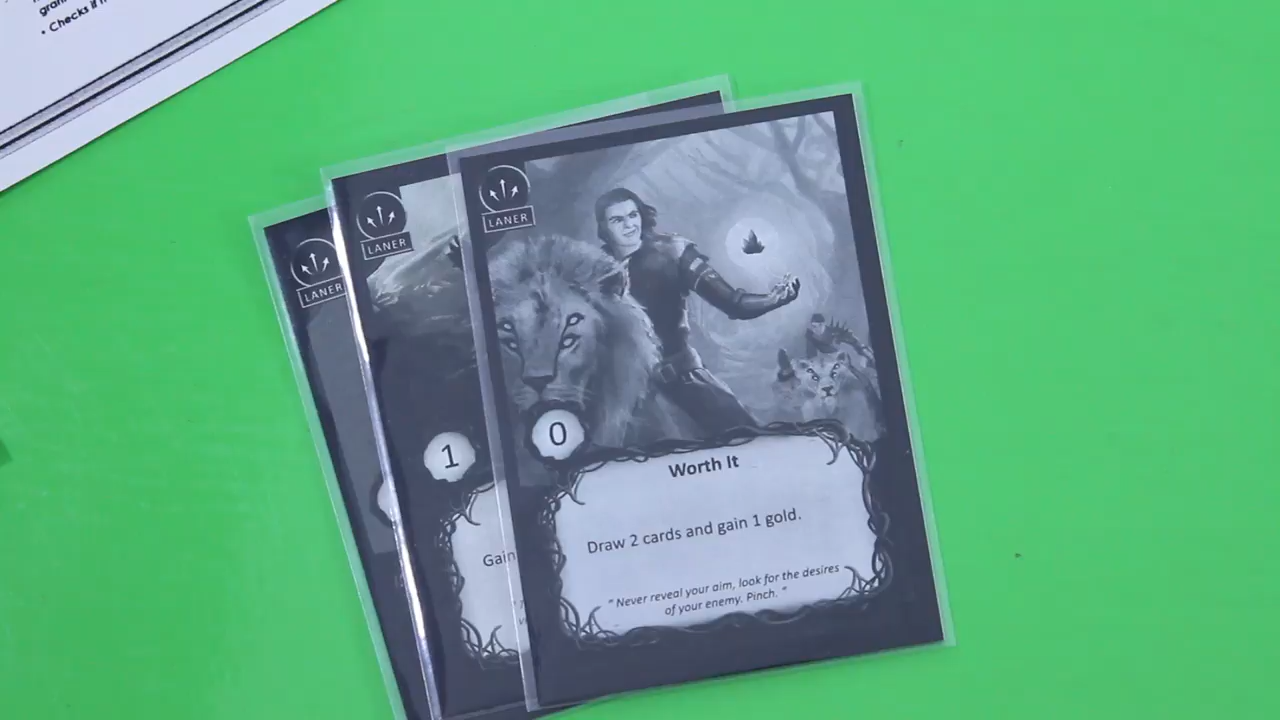 • Checks if
LANER
LANER
LANER
1
0
Worth It
Gain
Draw 2 cards and gain 1 gold.
" Never reveal your aim, look for the desires
of your enemy. Pinch. "